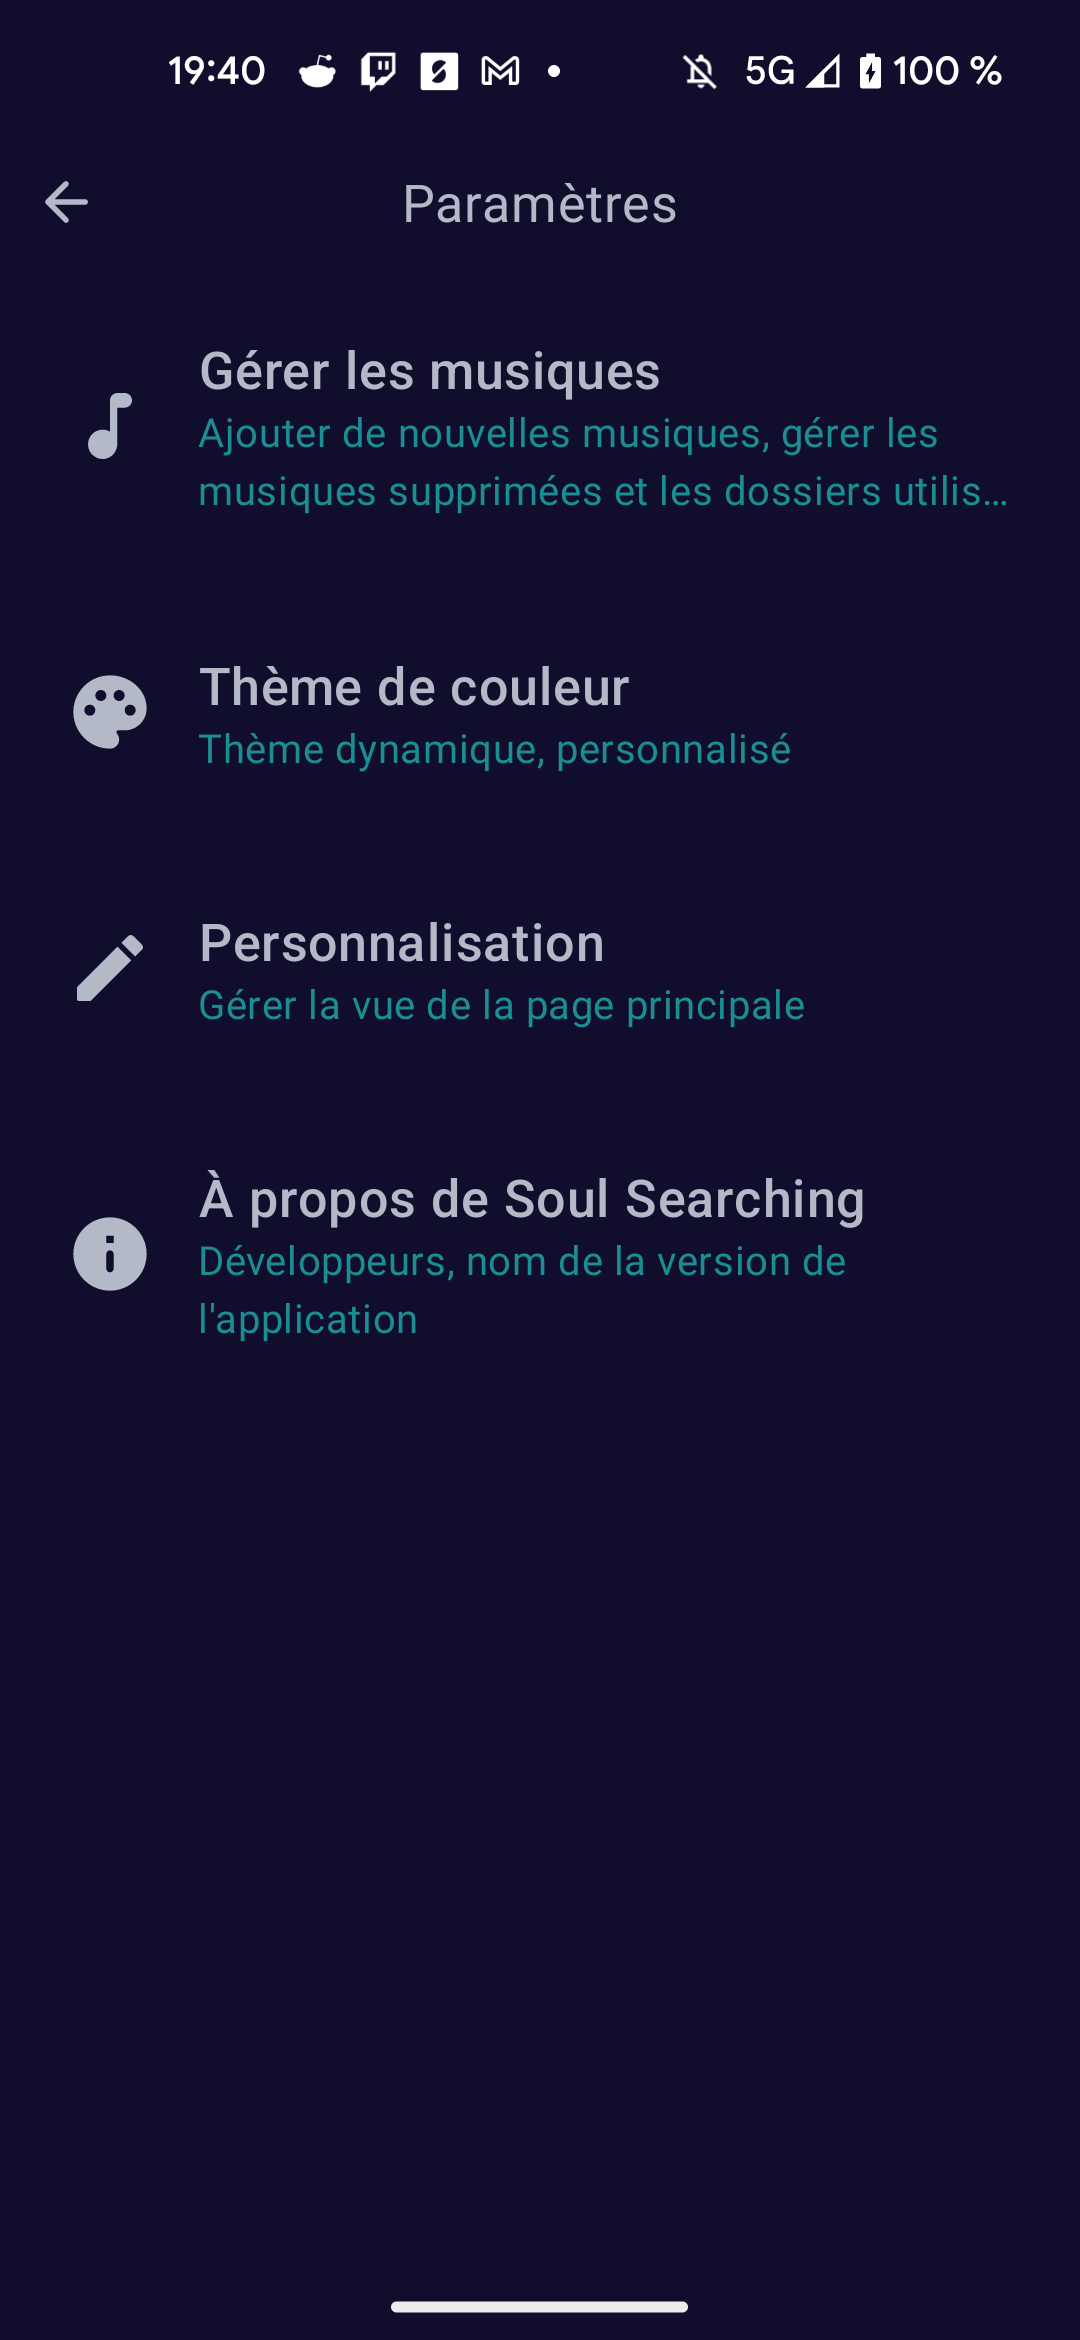 19:40 5G 100 %
Paramètres
Gérer les musiques
Ajouter de nouvelles musiques, gérer les
musiques supprimées et les dossiers utilis…
Thème de couleur
Thème dynamique, personnalisé
Personnalisation
Gérer la vue de la page principale
À propos de Soul Searching
Développeurs, nom de la version de
l'application